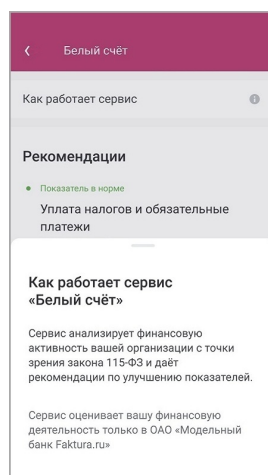 Белый счёт
Как работает сервис
Рекомендации
Показатель в норме
Уплата налогов и обязательные
платежи
Как работает сервис
«Белый счёт»
Сервис анализирует финансовую
активность вашей организации с точки
зрения закона 115-ФЗ и даёт
рекомендации по улучшению показателей.
Сервис оценивает вашу финансовую
деятельность только в ОАО «Модельный
банк Faktura.ru»